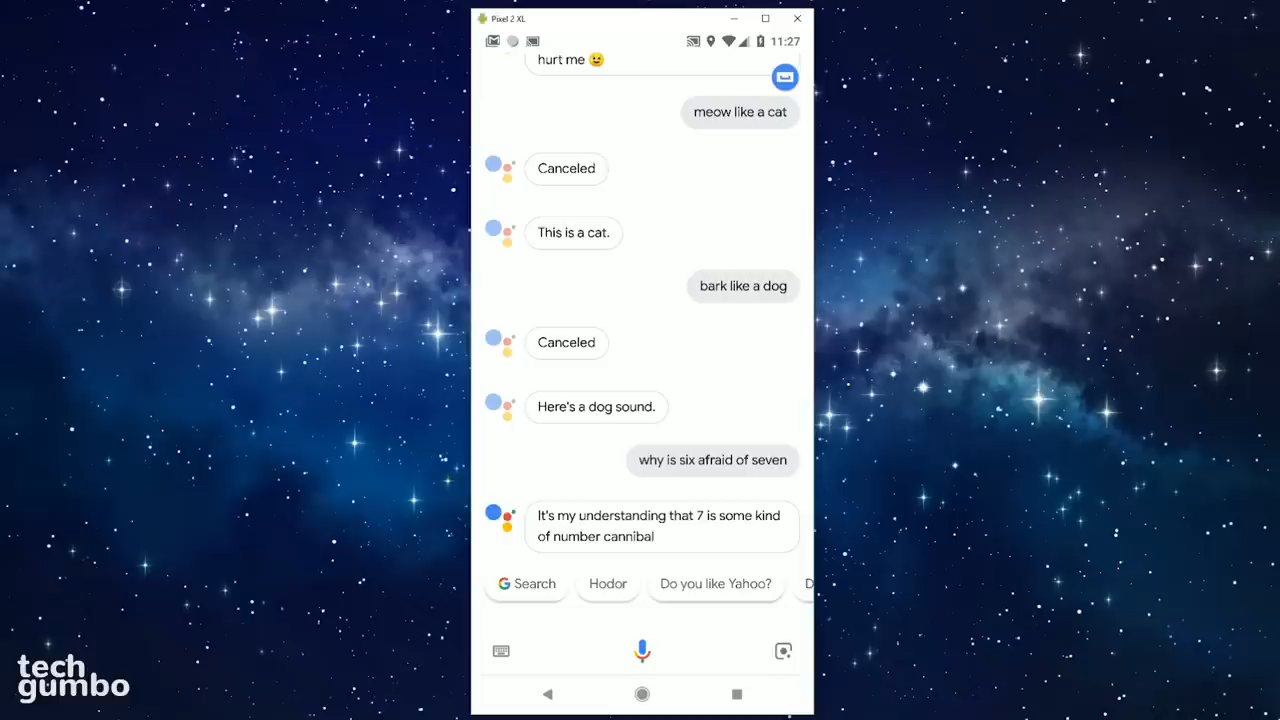 Pixel 2 XL
11:27
hurt me 😉
meow like a cat
Canceled
This is a cat.
bark like a dog
Canceled
Here's a dog sound.
why is six afraid of seven
It's my understanding that 7 is some kind
of number cannibal
Search Hodor Do you like Yahoo? D
tech
gumbo